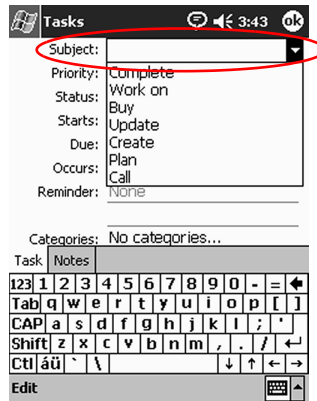 Tasks 3:43 ok
Subject:
Priority: Complete
Status: Work on
Buy
Starts: Update
Due: Create
Occurs: Plan
Call
Reminder: None
Categories: No categories...
Task Notes
123 1 2 3 4 5 6 7 8 9 0 - =
Tab q w e r t y u i o p [ ]
CAP a s d f g h j k l ; '
Shift z x c v b n m , . /
Ctl áü ` \
Edit